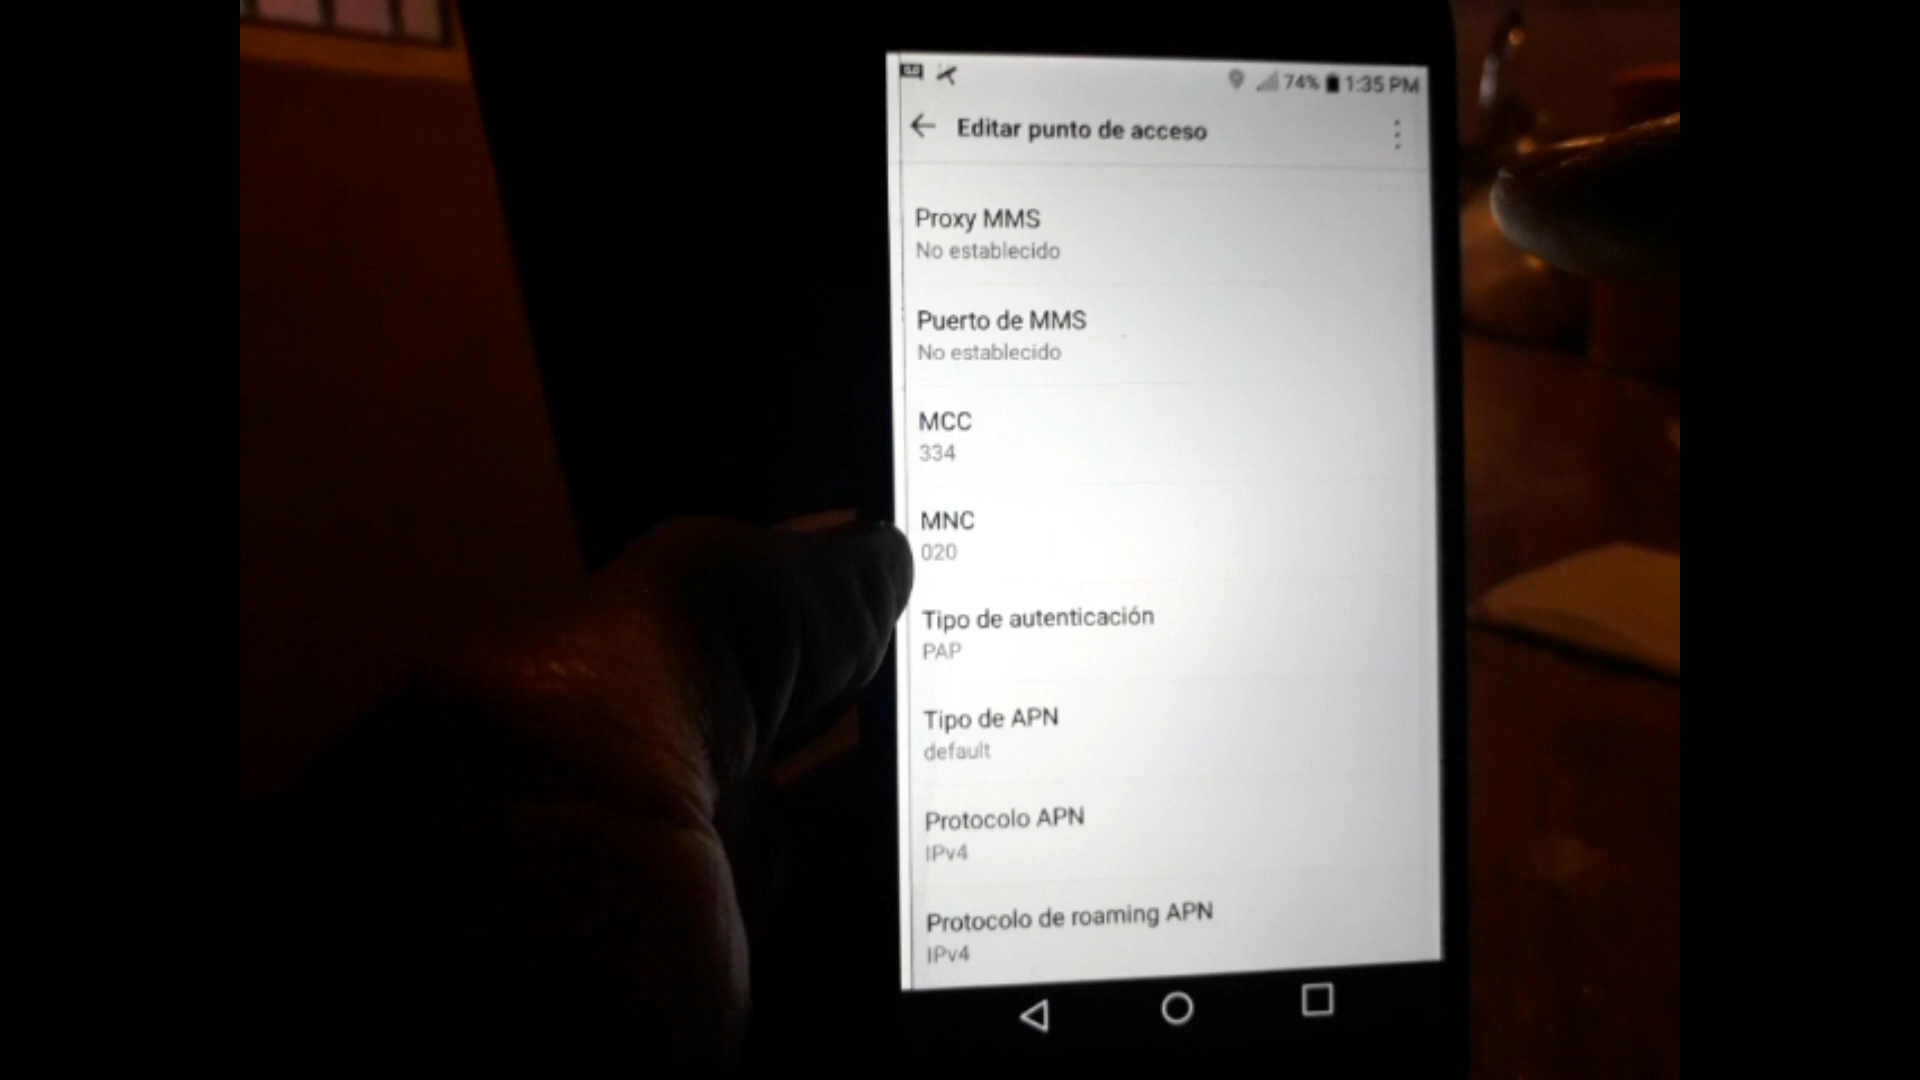 74% 1:35 PM
Editar punto de acceso
Proxy MMS
No establecido
Puerto de MMS
No establecido
MCC
334
MNC
020
Tipo de autenticación
PAP
Tipo de APN
default
Protocolo APN
IPv4
Protocolo de roaming APN
IPv4